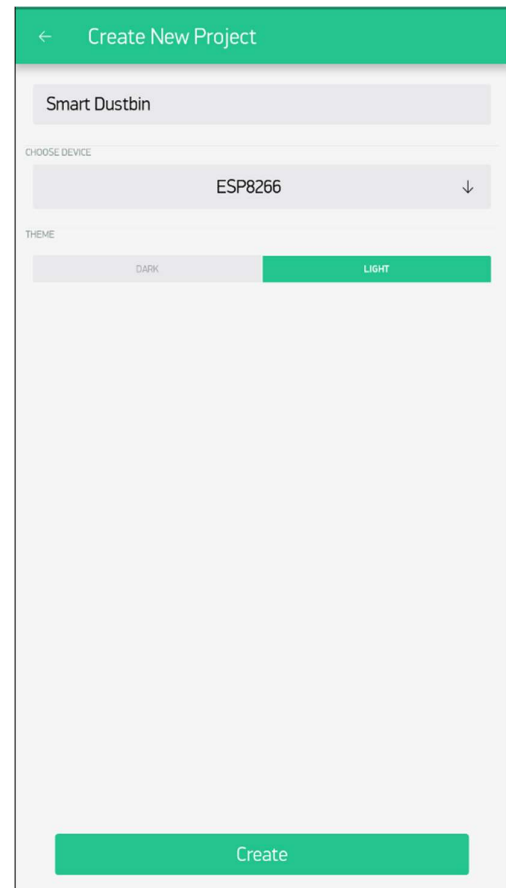 Create New Project
Smart Dustbin
CHOOSE DEVICE
ESP8266
THEME
DARK LIGHT
Create